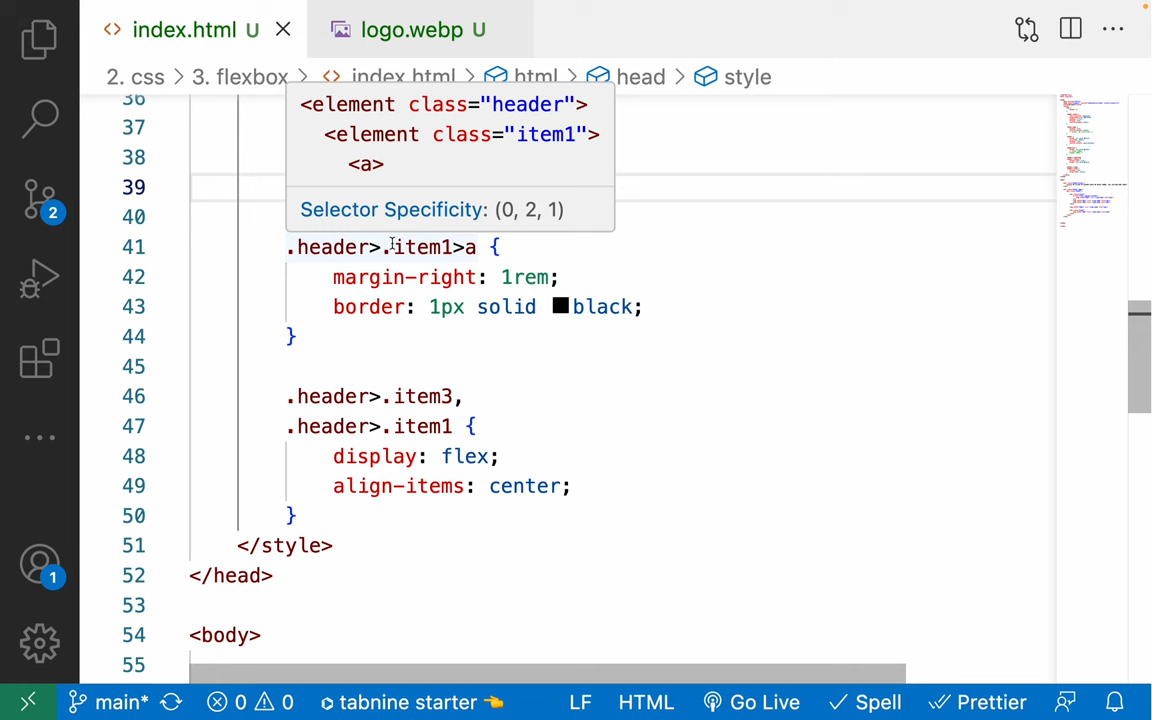 index.html U
logo.webp U
2. css > 3. flexbox > index.html > html > head > style
<element class="header">
<element class="item1">
<a>
Selector Specificity: (0, 2, 1)
36
37
38
39
40
41 .header>.item1>a {
42 margin-right: 1rem;
43 border: 1px solid black;
44 }
45
46 .header>.item3,
47 .header>.item1 {
48 display: flex;
49 align-items: center;
50 }
51 </style>
52 </head>
53
54 <body>
55
2
1
main* 0 0 tabnine starter LF HTML Go Live Spell Prettier